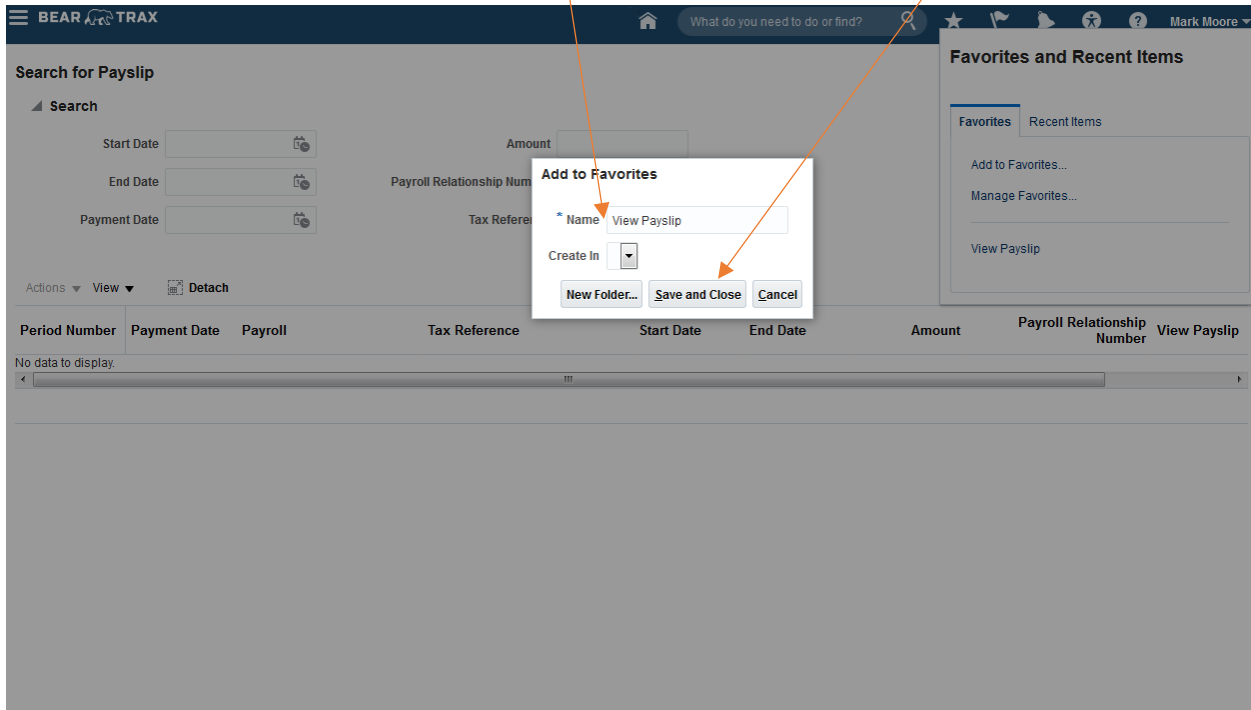 BEAR TRAX
What do you need to do or find?
Mark Moore
Search for Payslip
Search
Start Date
Amount
End Date
Payroll Relationship Num
Payment Date
Tax Refere
Actions View Detach
Add to Favorites
* Name View Payslip
Create In
New Folder... Save and Close Cancel
Favorites and Recent Items
Favorites Recent Items
Add to Favorites...
Manage Favorites...
View Payslip
Period Number Payment Date Payroll Tax Reference Start Date End Date Amount Payroll Relationship Number View Payslip
No data to display.